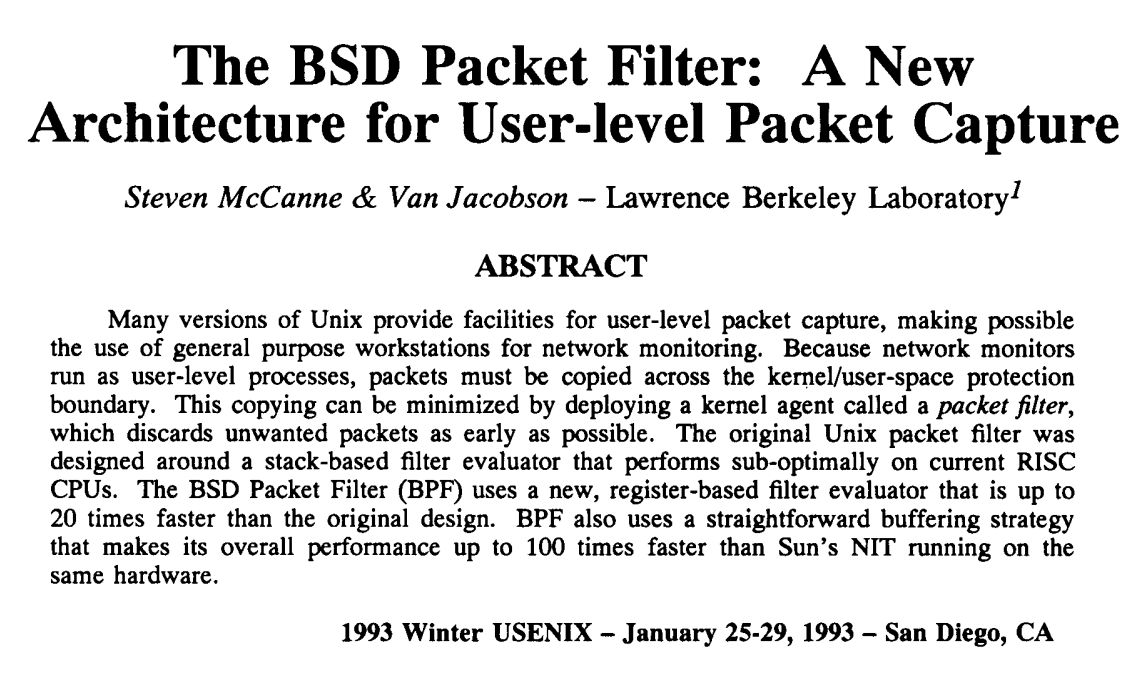 The BSD Packet Filter: A New
Architecture for User-level Packet Capture
Steven McCanne & Van Jacobson – Lawrence Berkeley Laboratory1
ABSTRACT
Many versions of Unix provide facilities for user-level packet capture, making possible
the use of general purpose workstations for network monitoring. Because network monitors
run as user-level processes, packets must be copied across the kernel/user-space protection
boundary. This copying can be minimized by deploying a kernel agent called a packet filter,
which discards unwanted packets as early as possible. The original Unix packet filter was
designed around a stack-based filter evaluator that performs sub-optimally on current RISC
CPUs. The BSD Packet Filter (BPF) uses a new, register-based filter evaluator that is up to
20 times faster than the original design. BPF also uses a straightforward buffering strategy
that makes its overall performance up to 100 times faster than Sun's NIT running on the
same hardware.
1993 Winter USENIX – January 25-29, 1993 – San Diego, CA